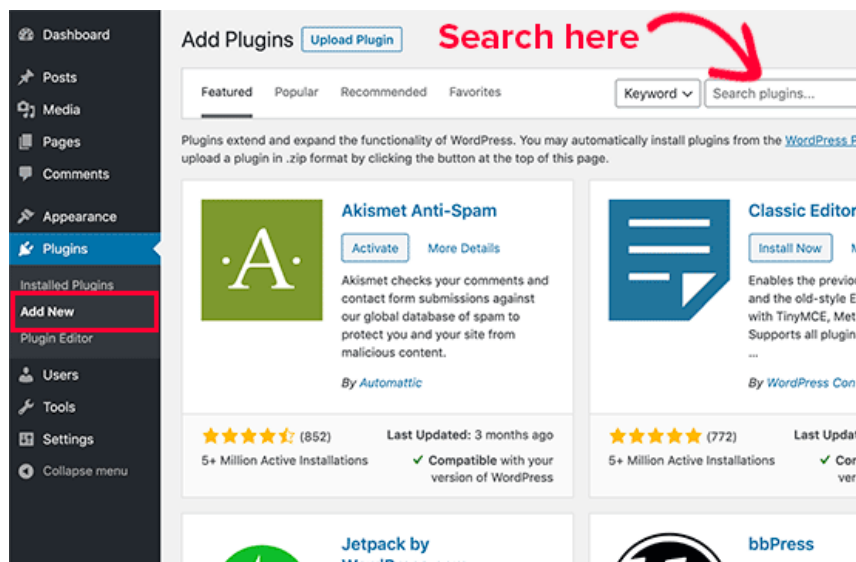 Dashboard
Posts
Media
Pages
Comments
Appearance
Plugins
Installed Plugins
Add New
Plugin Editor
Users
Tools
Settings
Collapse menu
Add Plugins
Upload Plugin
Search here
Featured
Popular
Recommended
Favorites
Keyword
Search plugins...
Plugins extend and expand the functionality of WordPress. You may automatically install plugins from the WordPress
upload a plugin in .zip format by clicking the button at the top of this page.
A
Akismet Anti-Spam
Activate
More Details
Akismet checks your comments and
contact form submissions against
our global database of spam to
protect you and your site from
malicious content.
By Automattic
(852)
Last Updated: 3 months ago
5+ Million Active Installations
Compatible with your
version of WordPress
Classic Editor
Install Now
Enables the
and the old-style
with TinyMCE,
Supports all
...
By WordPress
(772)
Last
5+ Million Active Installations
Jetpack by
bbPress